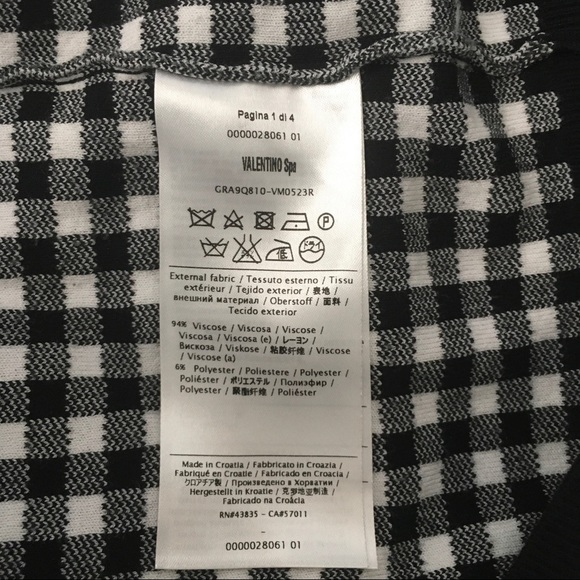 Pagina 1 di 4
0000028061 01
VALENTINO Spa
GRA9Q810-VM0523R
低 ドライ
External fabric / Tessuto esterno / Tissu
extérieur / Tejido exterior / 表地 /
внешний материал / Oberstoff / 面料 /
Tecido exterior
94% Viscose / Viscosa / Viscose /
Viscosa / Viscosa (e) / レーヨン /
Вискоза / Viskose / 粘胶纤维 / Viscose
/ Viscose (a)
6% Polyester / Poliestere / Polyester /
Poliéster / ポリエステル / Полиэфир /
Polyester / 聚酯纤维 / Poliéster
Made in Croatia / Fabbricato in Croazia /
Fabriqué en Croatie / Fabricado en Croacia /
クロアチア製 / Произведено в Хорватии /
Hergestellt in Kroatie / 克罗地亚制造 /
Fabricado na Croácia
RN#43835 - CA#57011
-
0000028061 01